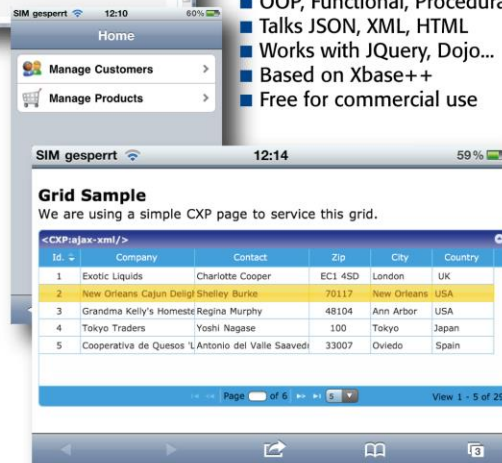 OOP, Functional, Procedura
Talks JSON, XML, HTML
Works with JQuery, Dojo...
Based on Xbase++
Free for commercial use
SIM gesperrt 12:10 60%
Home
Manage Customers
Manage Products
SIM gesperrt 12:14 59%
Grid Sample
We are using a simple CXP page to service this grid.
<CXP:ajax-xml/>
Id. Company Contact Zip City Country
1 Exotic Liquids Charlotte Cooper EC1 4SD London UK
2 New Orleans Cajun Deligl Shelley Burke 70117 New Orleans USA
3 Grandma Kelly's Homeste Regina Murphy 48104 Ann Arbor USA
4 Tokyo Traders Yoshi Nagase 100 Tokyo Japan
5 Cooperativa de Quesos 'L Antonio del Valle Saavedr 33007 Oviedo Spain
Page of 6 5 View 1 - 5 of 29
3